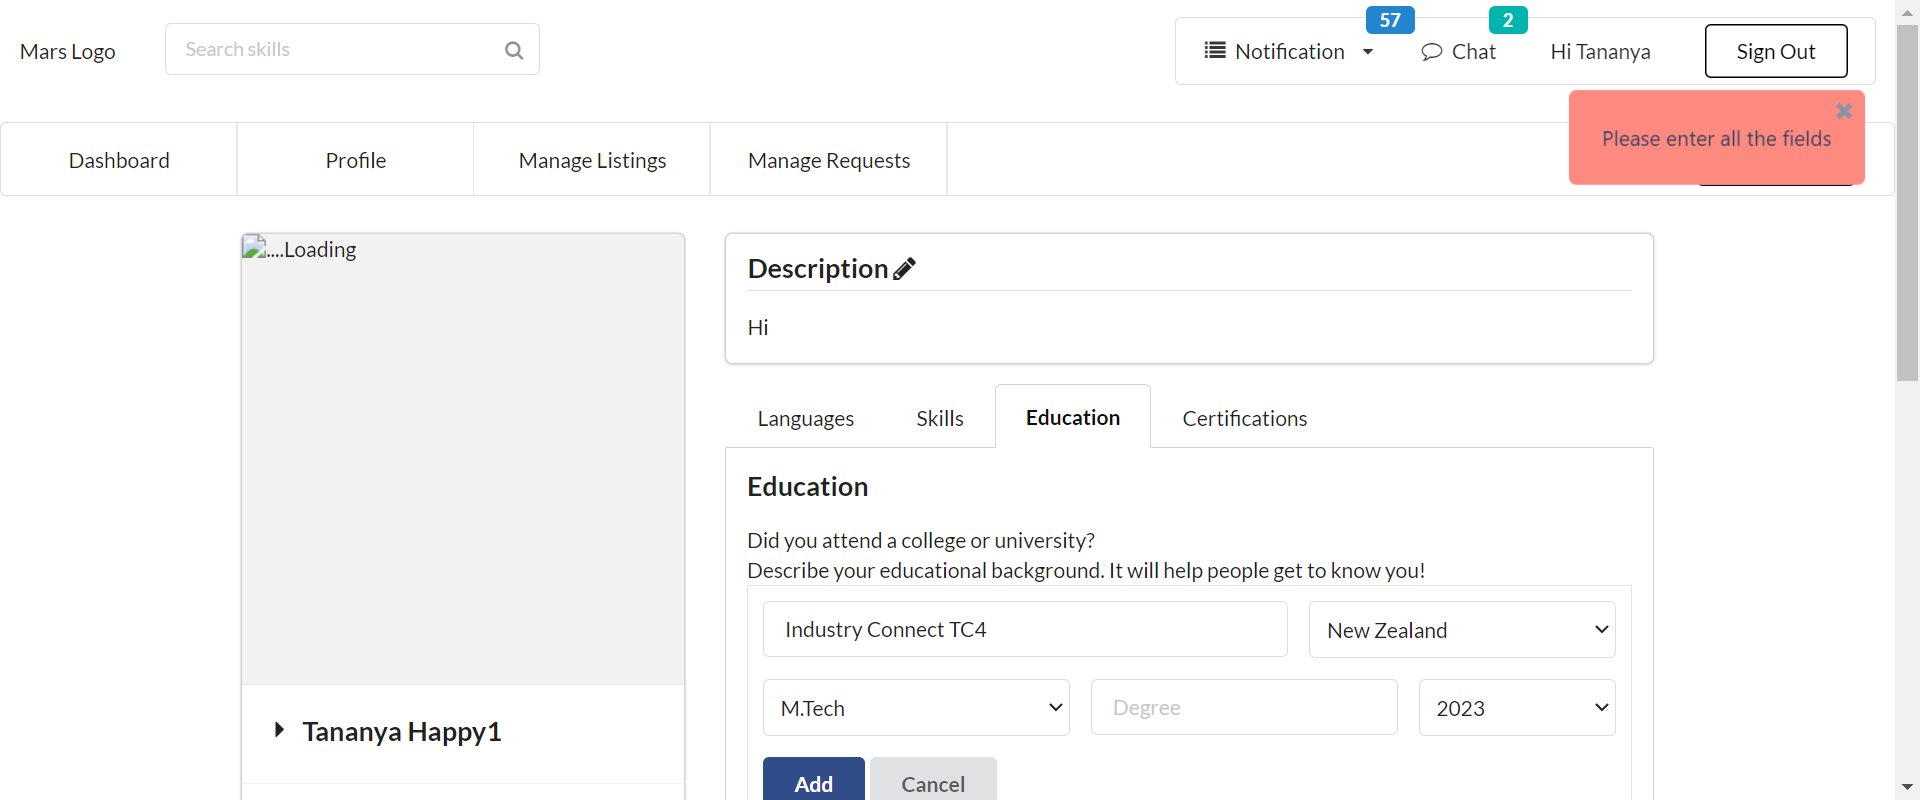 Mars Logo
Search skills
57
Notification
2
Chat
Hi Tananya
Sign Out
Please enter all the fields
Dashboard
Profile
Manage Listings
Manage Requests
....Loading
Description
Hi
Languages
Skills
Education
Certifications
Education
Did you attend a college or university?
Describe your educational background. It will help people get to know you!
Industry Connect TC4
New Zealand
M.Tech
Degree
2023
Add
Cancel
Tananya Happy1